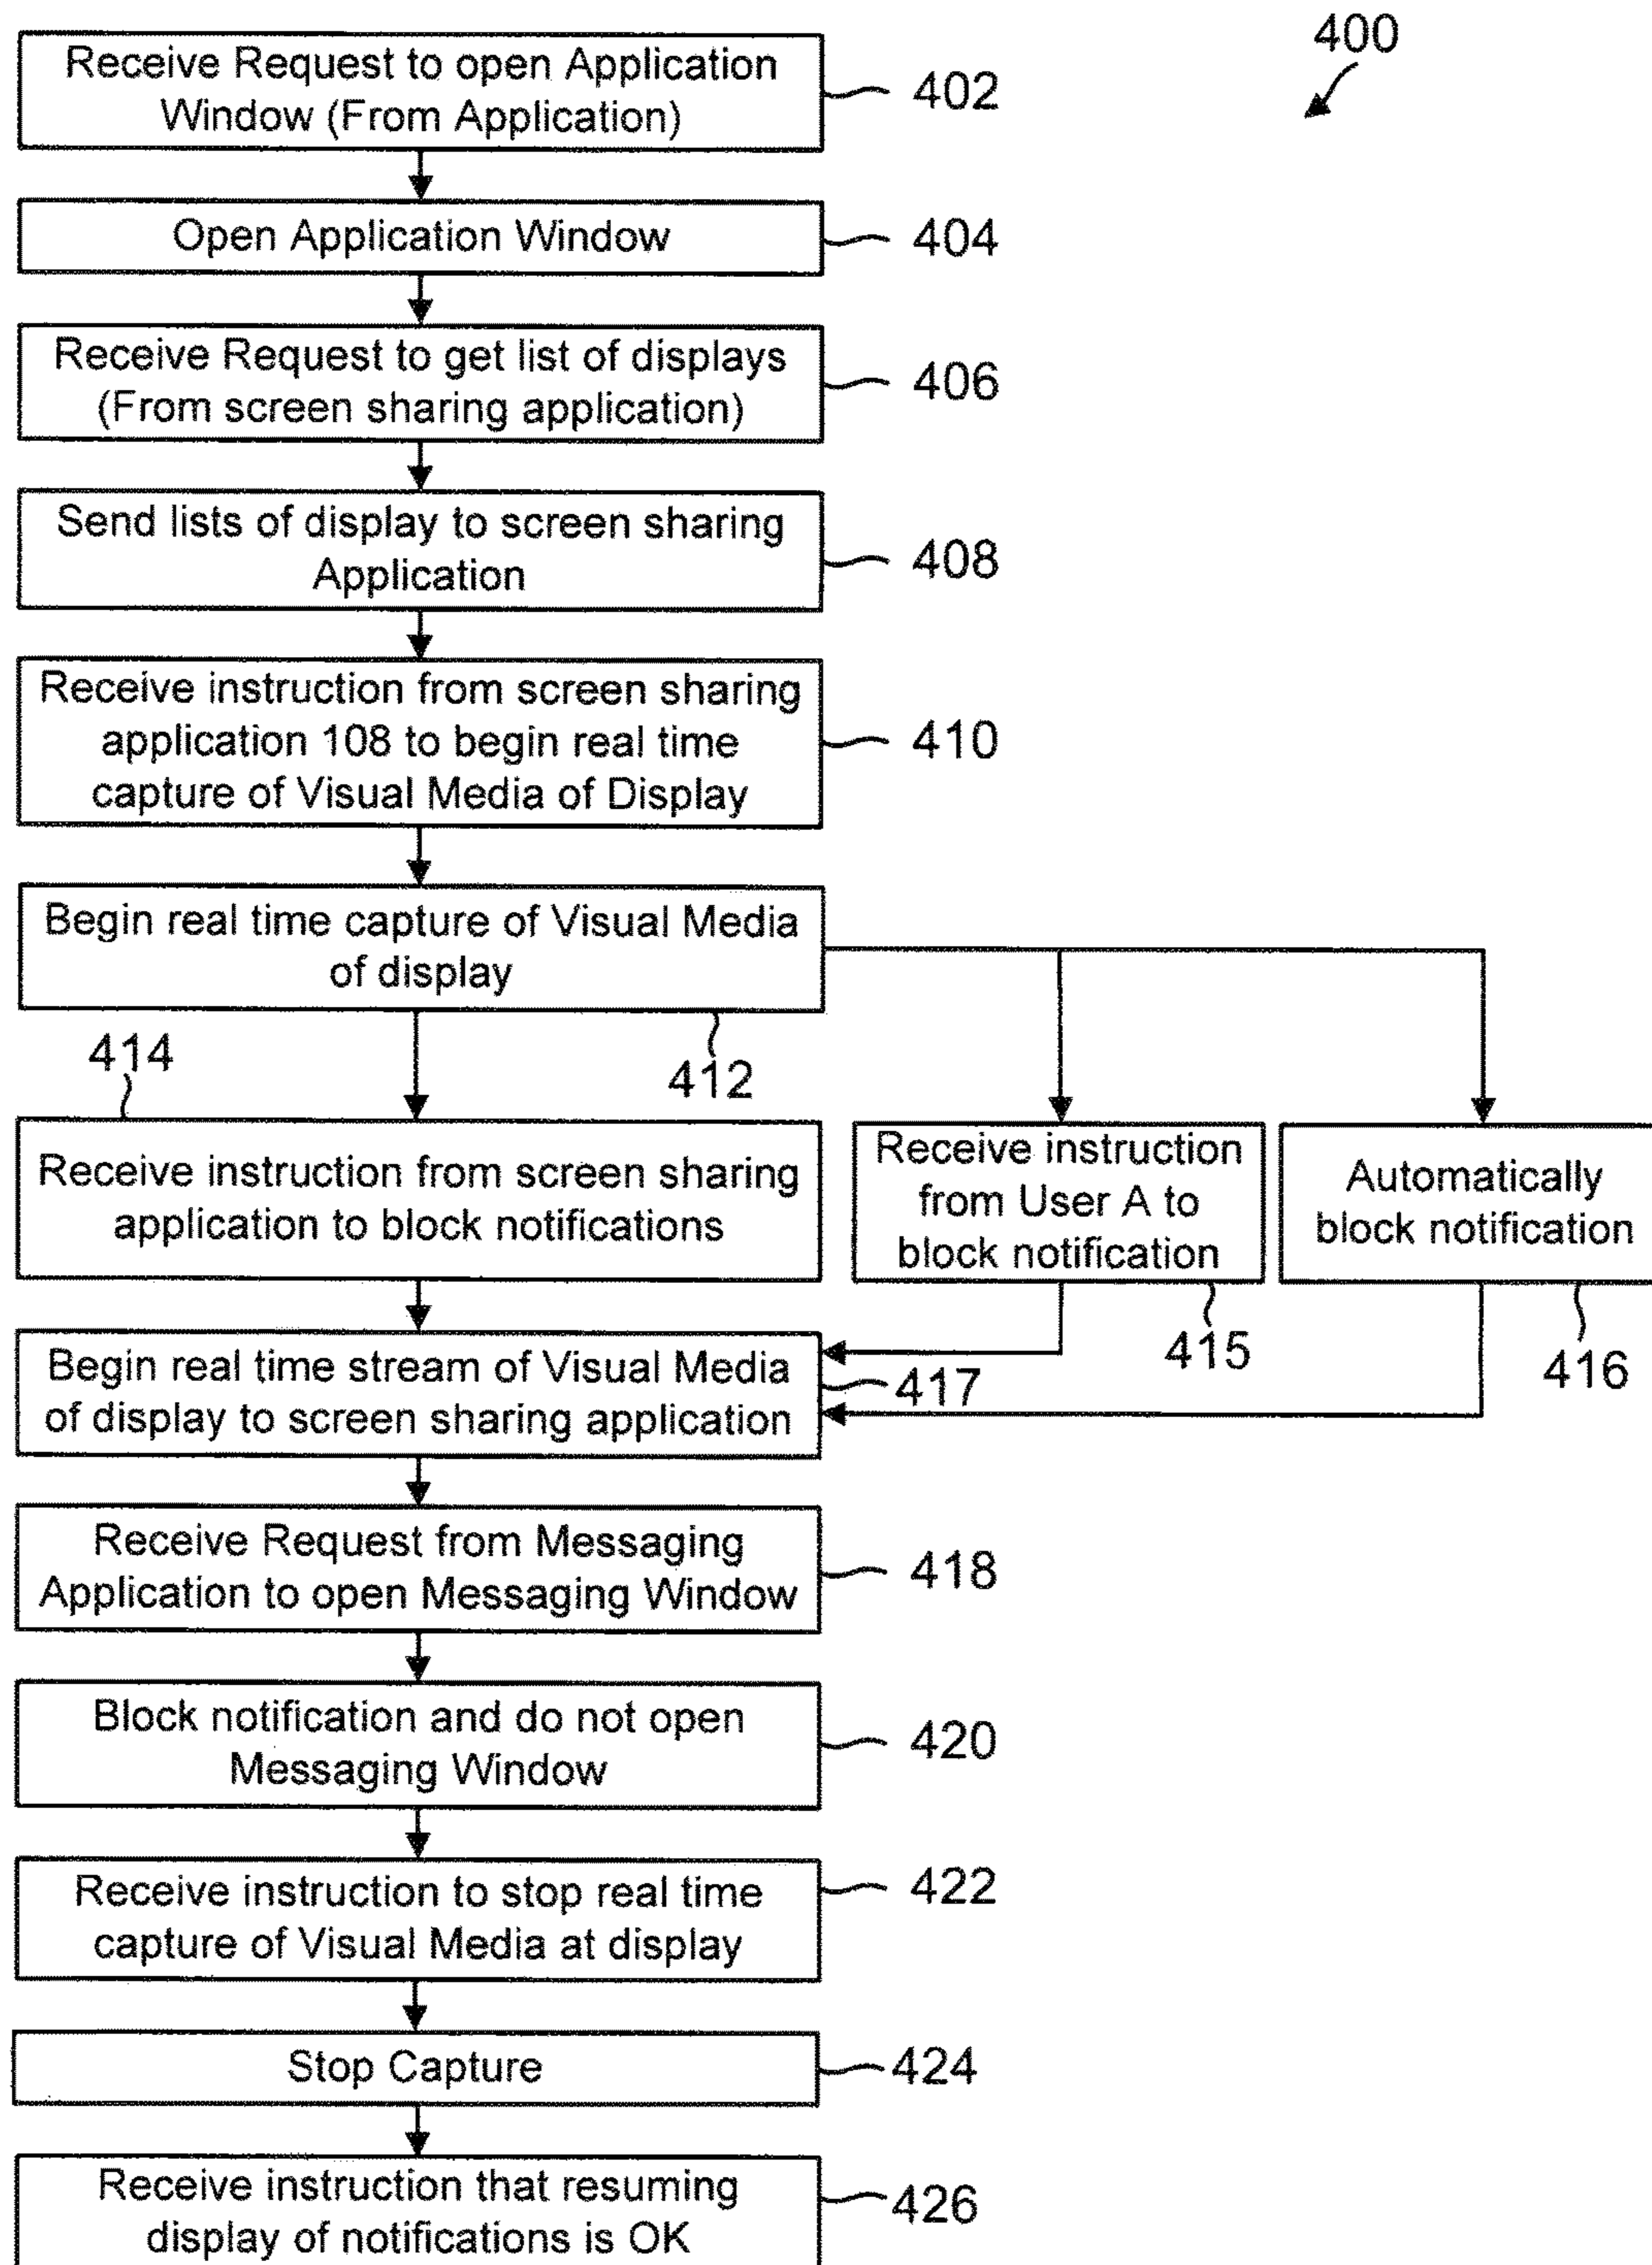 400
Receive Request to open Application
Window (From Application)
402
Open Application Window
404
Receive Request to get list of displays
(From screen sharing application)
406
Send lists of display to screen sharing
Application
408
Receive instruction from screen sharing
application 108 to begin real time
capture of Visual Media of Display
410
Begin real time capture of Visual Media
of display
412
414
Receive instruction from screen sharing
application to block notifications
Receive instruction
from User A to
block notification
415
Automatically
block notification
416
Begin real time stream of Visual Media
of display to screen sharing application
417
Receive Request from Messaging
Application to open Messaging Window
418
Block notification and do not open
Messaging Window
420
Receive instruction to stop real time
capture of Visual Media at display
422
Stop Capture
424
Receive instruction that resuming
display of notifications is OK
426